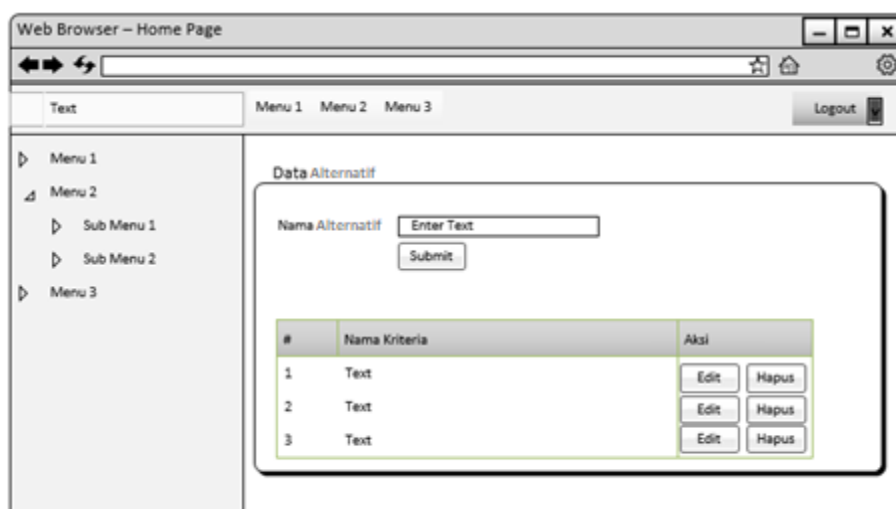 Web Browser – Home Page
Text
Menu 1 Menu 2 Menu 3
Logout
Menu 1
Menu 2
Sub Menu 1
Sub Menu 2
Menu 3
Data Alternatif
Nama Alternatif Enter Text
Submit
# Nama Kriteria Aksi
1 Text Edit Hapus
2 Text Edit Hapus
3 Text Edit Hapus